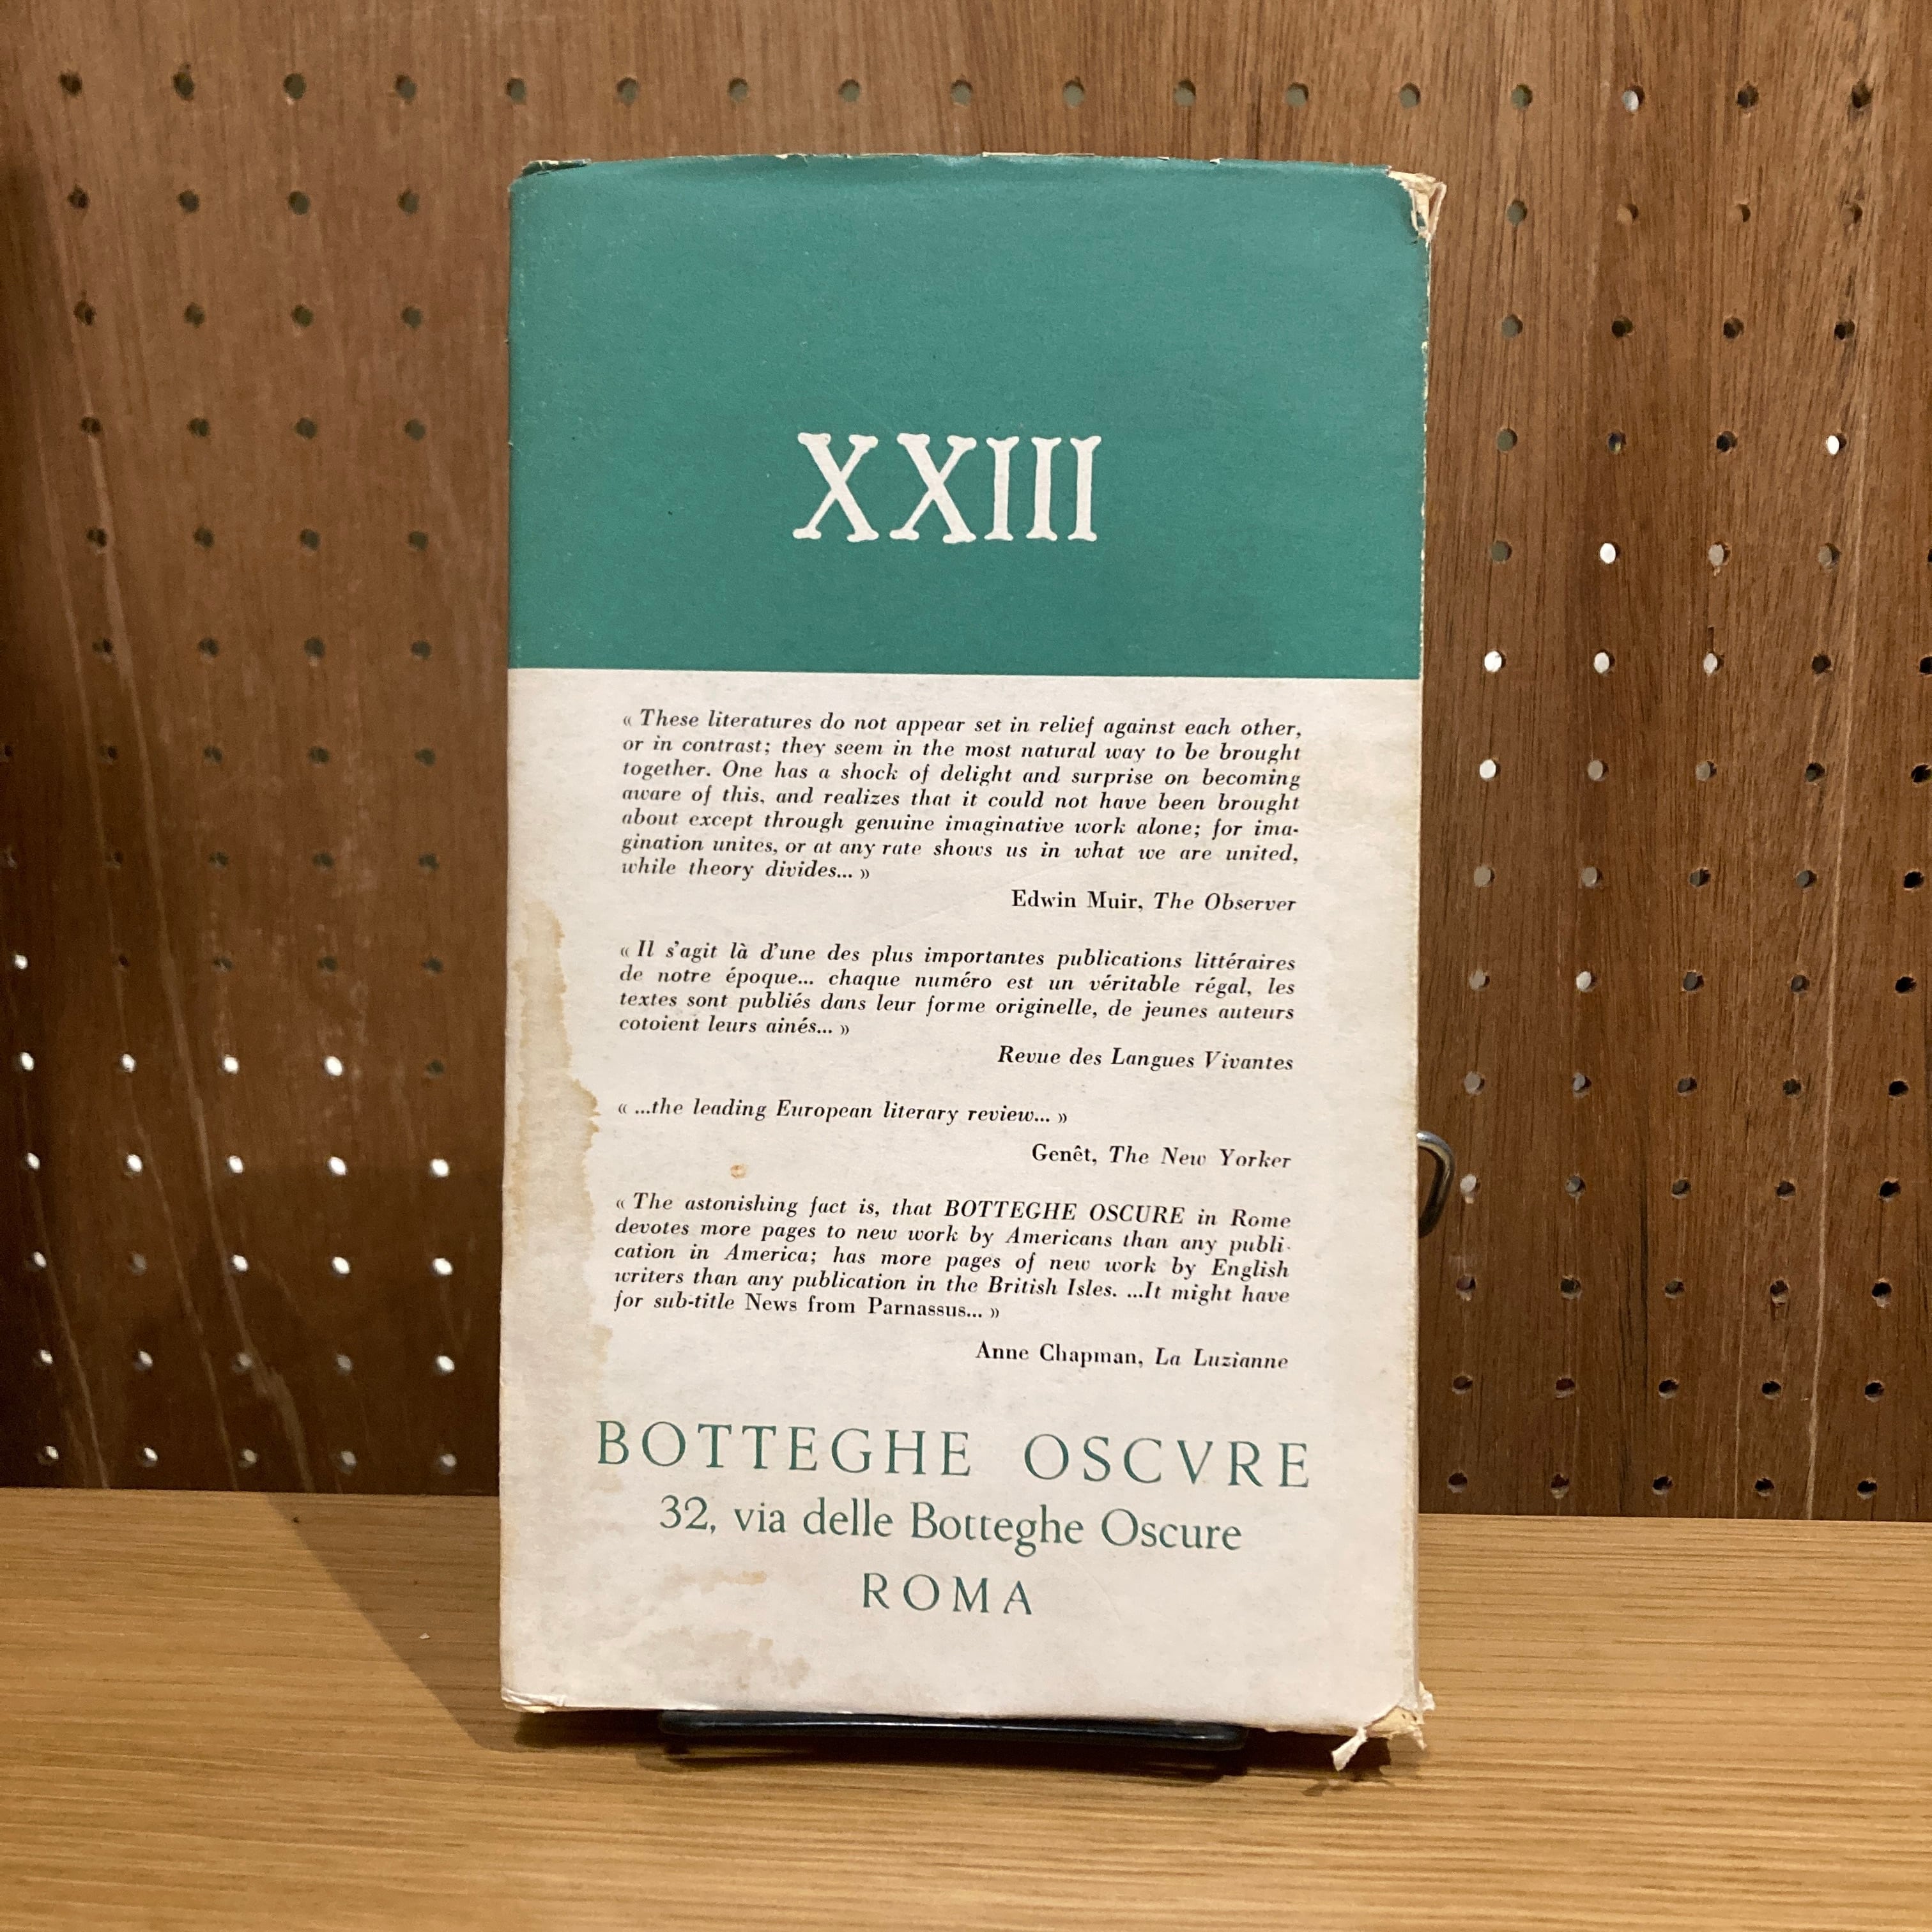 XXIII
« These literatures do not appear set in relief against each other,
or in contrast; they seem in the most natural way to be brought
together. One has a shock of delight and surprise on becoming
aware of this, and realizes that it could not have been brought
about except through genuine imaginative work alone; for ima-
gination unites, or at any rate shows us in what we are united,
while theory divides... »
Edwin Muir, The Observer
« Il s'agit là d'une des plus importantes publications littéraires
de notre époque... chaque numéro est un véritable régal, les
textes sont publiés dans leur forme originelle, de jeunes auteurs
cotoient leurs ainés... »
Revue des Langues Vivantes
« ...the leading European literary review... »
Genêt, The New Yorker
« The astonishing fact is, that BOTTEGHE OSCURE in Rome
devotes more pages to new work by Americans than any publi-
cation in America; has more pages of new work by English
writers than any publication in the British Isles. ...It might have
for sub-title News from Parnassus... »
Anne Chapman, La Luzianne
BOTTEGHE OSCVRE
32, via delle Botteghe Oscure
ROMA